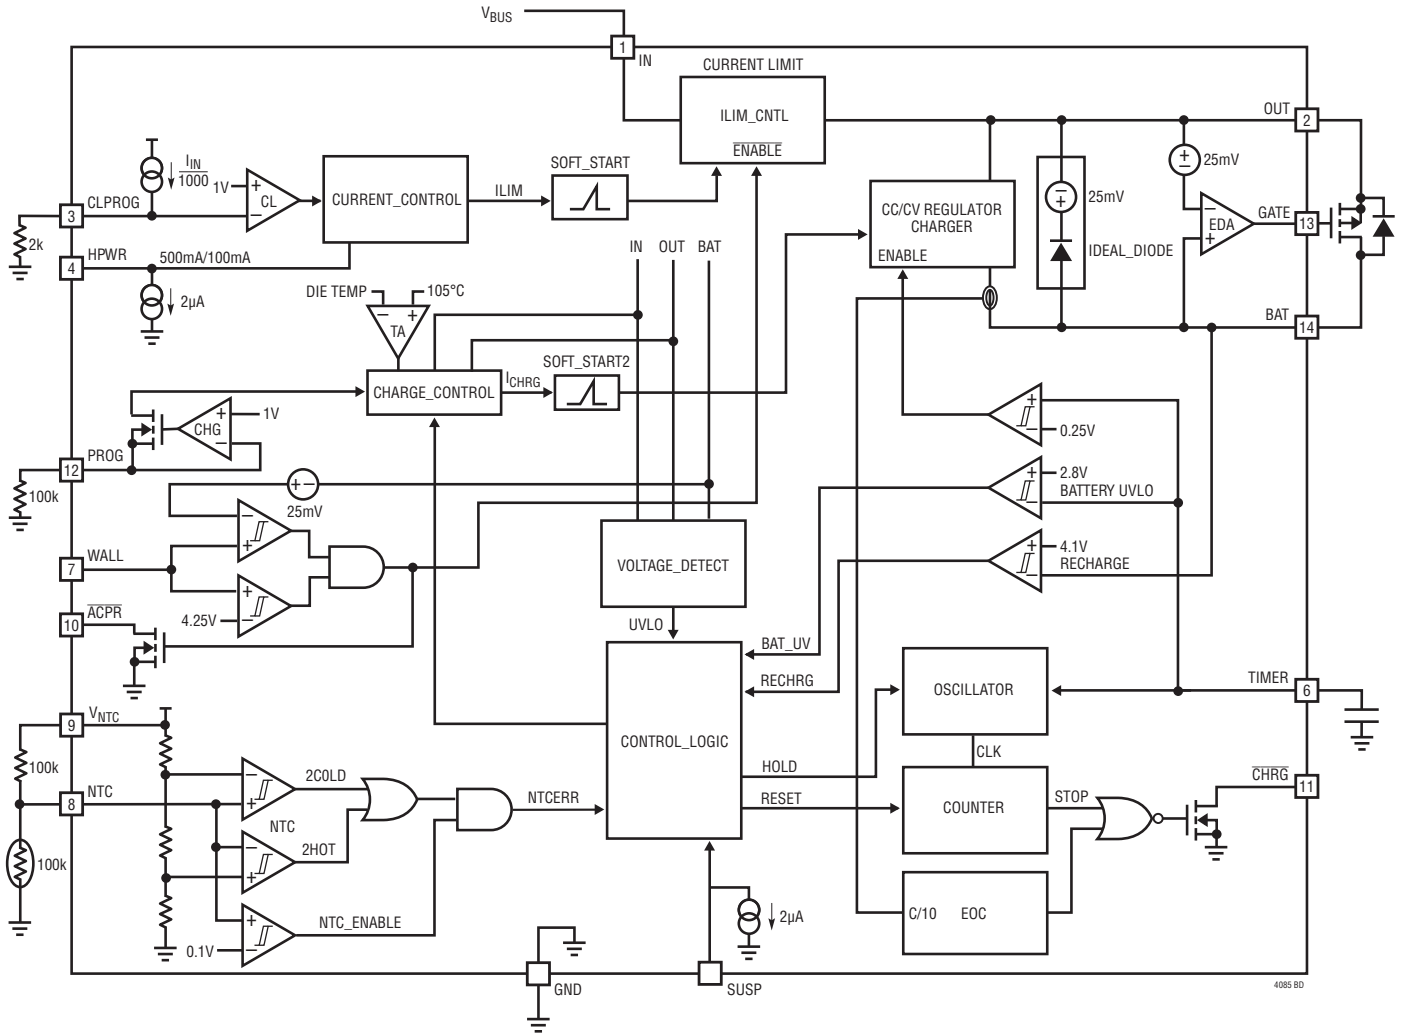 VBUS
1
IN
CURRENT LIMIT
ILIM_CNTL
ENABLE
OUT
2
25mV
IIN
1000
1V
+
CL
−
CURRENT_CONTROL
ILIM
SOFT_START
CLPROG
3
2k
HPWR
4
500mA/100mA
2µA
CC/CV REGULATOR
CHARGER
ENABLE
−
+
25mV
IDEAL_DIODE
+
−
−
EDA
+
GATE
13
BAT
14
IN
OUT
BAT
DIE TEMP
105°C
−
+
TA
CHARGE_CONTROL
ICHRG
SOFT_START2
+
CHG
−
1V
PROG
12
100k
+
−
0.25V
+
−
2.8V
BATTERY UVLO
+
−
4.1V
RECHARGE
+ −
25mV
−
+
WALL
7
+
−
4.25V
ACPR
10
VOLTAGE_DETECT
UVLO
BAT_UV
RECHRG
CONTROL_LOGIC
HOLD
RESET
OSCILLATOR
CLK
COUNTER
STOP
TIMER
6
CHRG
11
C/10 EOC
VNTC
9
100k
NTC
8
100k
−
+
2C0LD
NTC
−
+
2HOT
+
−
0.1V
NTC_ENABLE
NTCERR
2µA
GND
SUSP
4085 BD